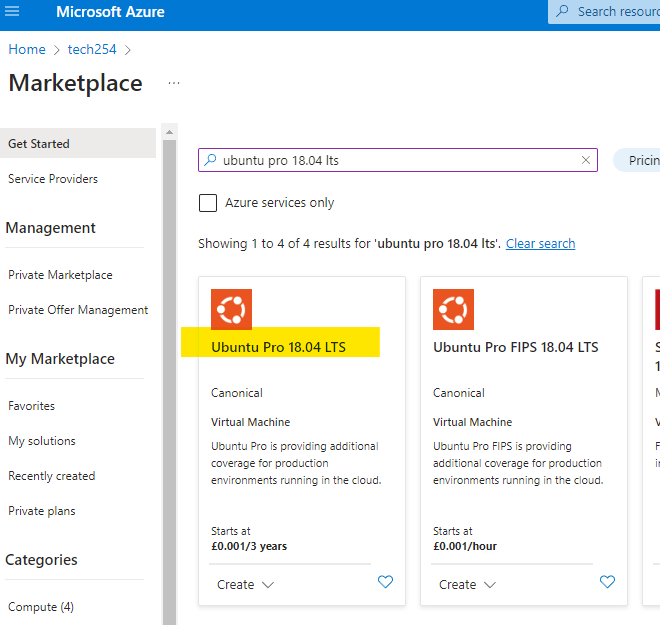 Microsoft Azure
Search resour
Home > tech254 >
Marketplace ...
Get Started
Service Providers
Management
Private Marketplace
Private Offer Management
My Marketplace
Favorites
My solutions
Recently created
Private plans
Categories
Compute (4)
ubuntu pro 18.04 lts
Pricin
Azure services only
Showing 1 to 4 of 4 results for 'ubuntu pro 18.04 lts'. Clear search
Ubuntu Pro 18.04 LTS
Canonical
Virtual Machine
Ubuntu Pro is providing additional
coverage for production
environments running in the cloud.
Starts at
£0.001/3 years
Create
Ubuntu Pro FIPS 18.04 LTS
Canonical
Virtual Machine
Ubuntu Pro FIPS is providing
additional coverage for production
environments running in the cloud.
Starts at
£0.001/hour
Create